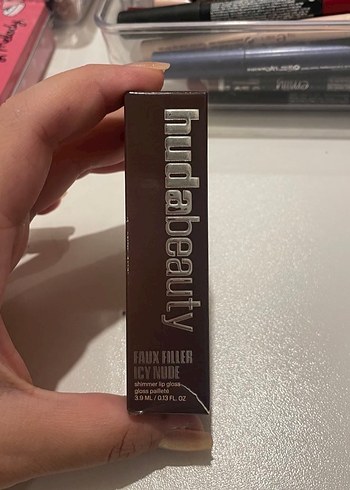 hudabeauty
FAUX FILLER
ICY NUDE
shimmer lip gloss
gloss pailleté
3.9 ML / 0.13 FL. OZ